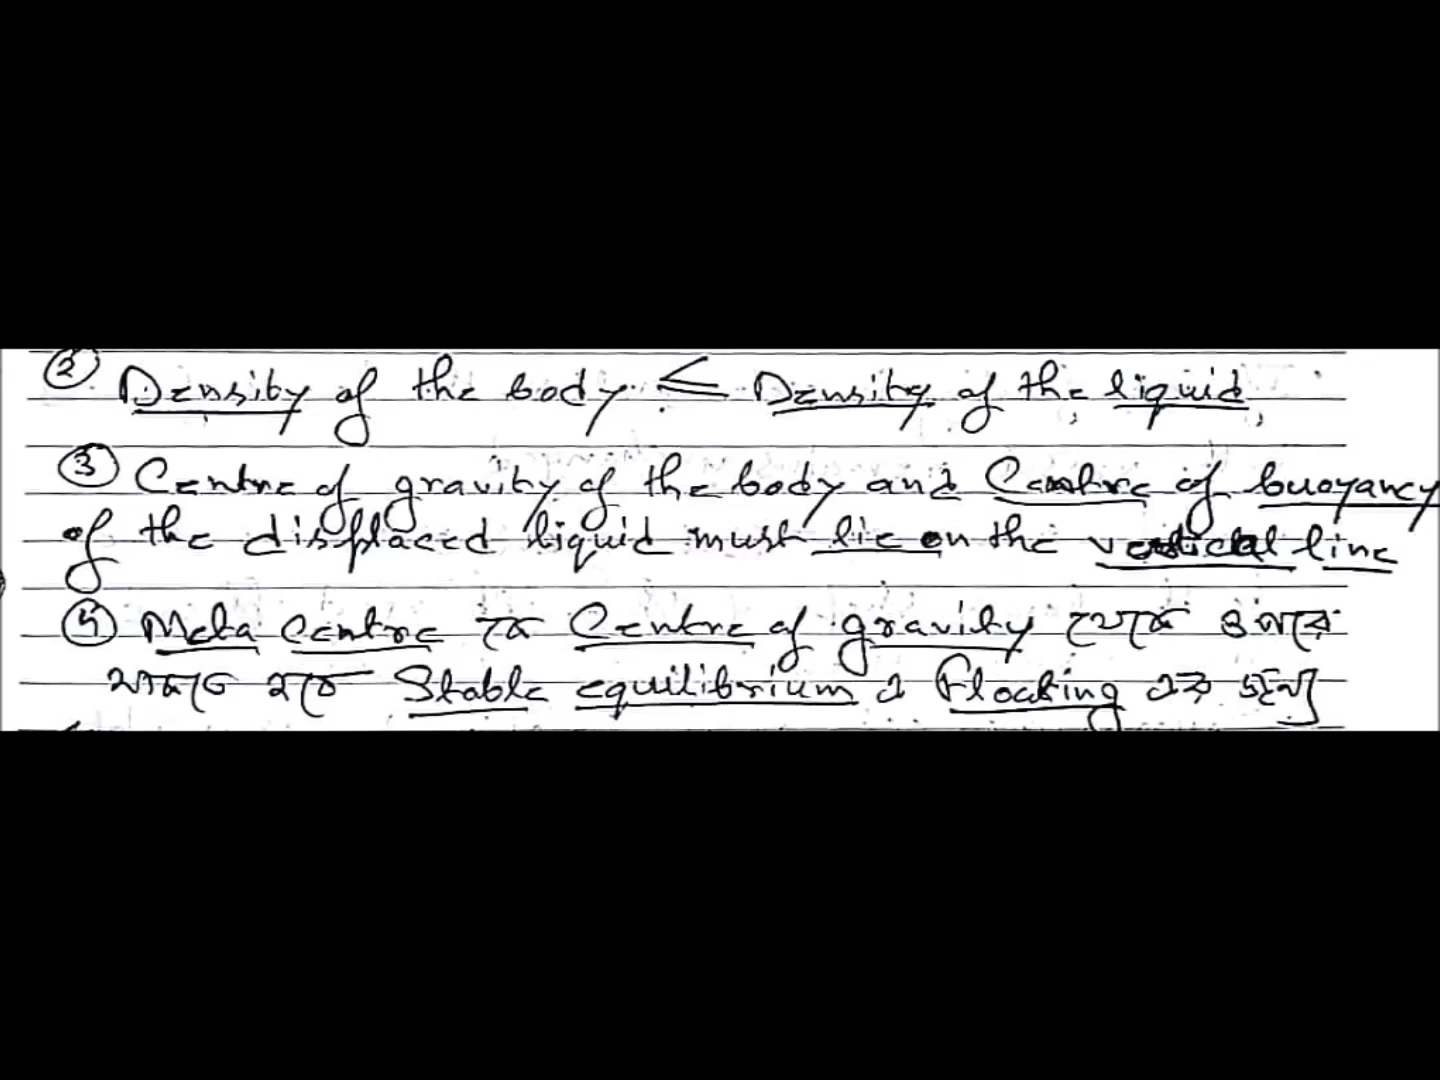 ② Density of the body ≤ Density of the liquid,
③ Centre of gravity of the body and Centre of buoyancy
of the displaced liquid must lie on the vertical line
④ Meta Centre কে Centre of gravity থেকে ওপরে
থাকতে হবে Stable equilibrium এ Floating এর জন্য